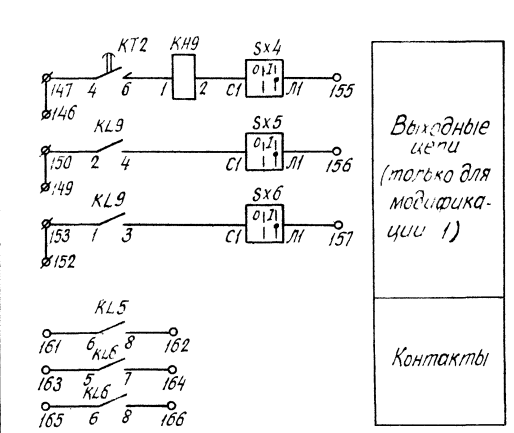 KT2 KH9 SX4
147 4 6 1 2 C1 O I Л1 155
146
KL9 SX5
150 2 4 C1 O I Л1 156
149
KL9 SX6
153 1 3 C1 O I Л1 157
152
Выходные
цепи
(только для
модифика-
ции 1)
KL5
161 6 8 162
KL6
163 5 7 164
KL6
165 6 8 166
Контакты